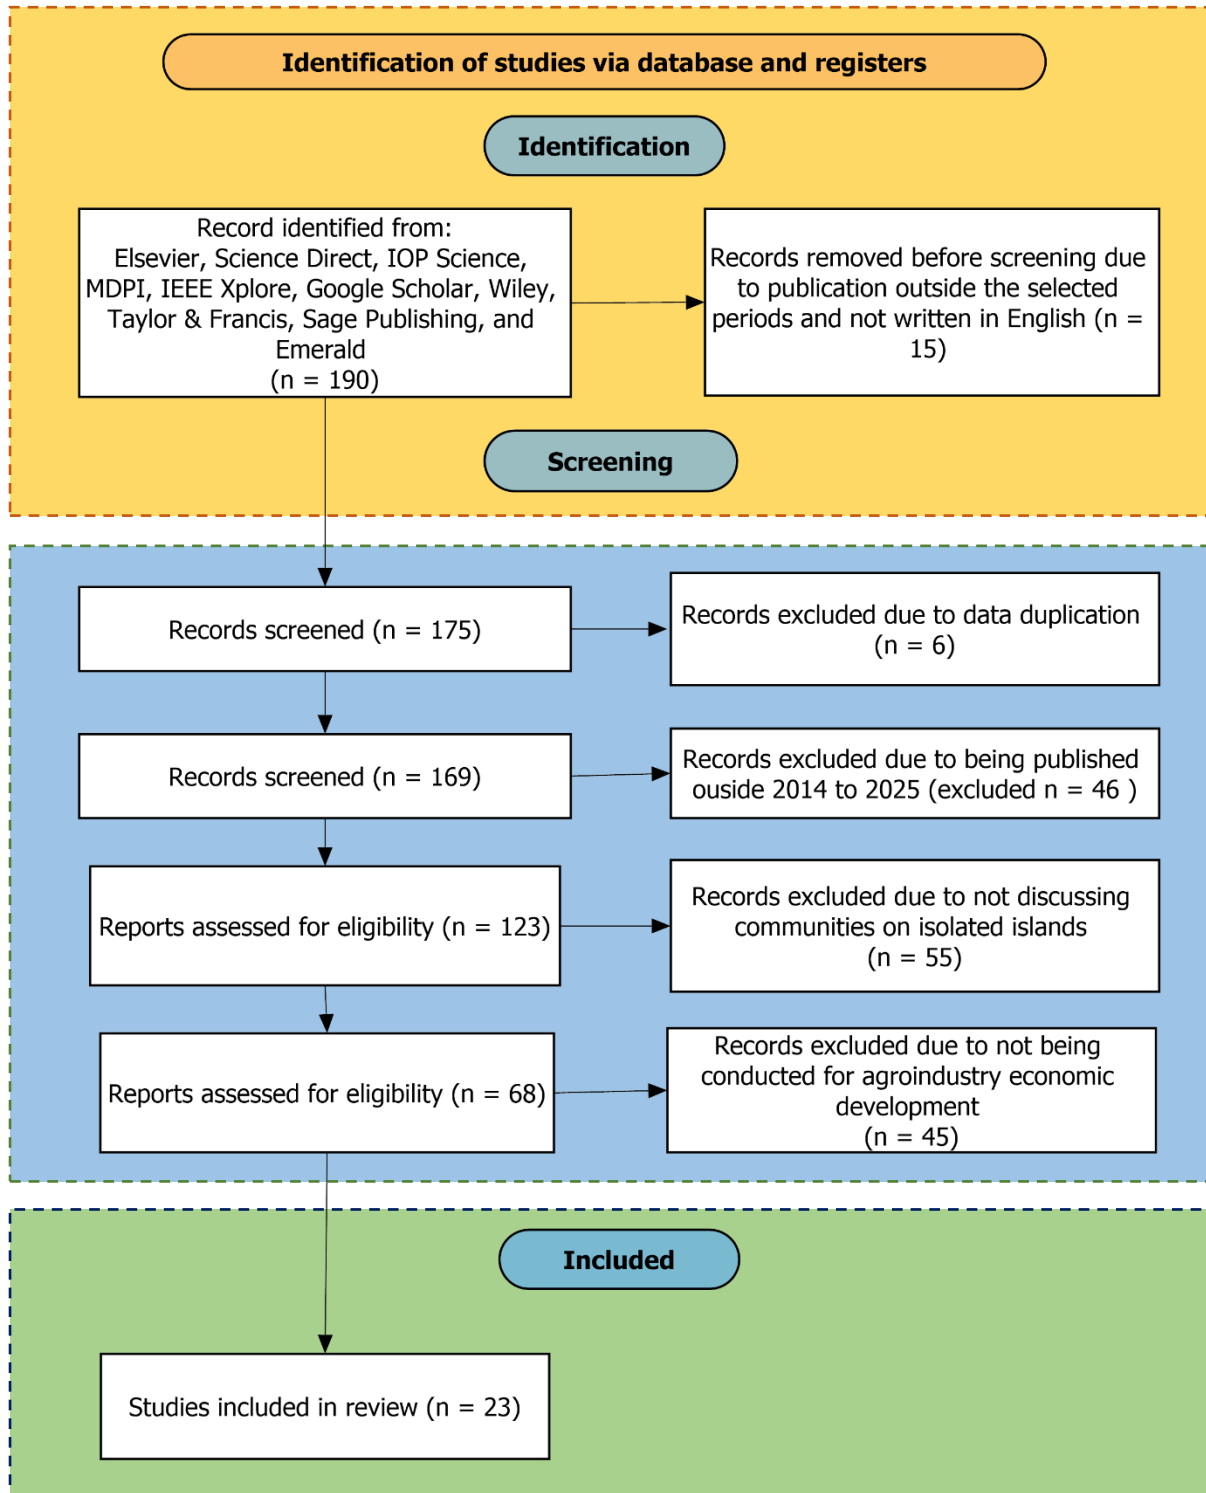 Identification of studies via database and registers
Identification
Record identified from:
Elsevier, Science Direct, IOP Science,
MDPI, IEEE Xplore, Google Scholar, Wiley,
Taylor & Francis, Sage Publishing, and
Emerald
(n = 190)
Records removed before screening due
to publication outside the selected
periods and not written in English (n =
15)
Screening
Records screened (n = 175)
Records excluded due to data duplication
(n = 6)
Records screened (n = 169)
Records excluded due to being published
ouside 2014 to 2025 (excluded n = 46 )
Reports assessed for eligibility (n = 123)
Records excluded due to not discussing
communities on isolated islands
(n = 55)
Reports assessed for eligibility (n = 68)
Records excluded due to not being
conducted for agroindustry economic
development
(n = 45)
Included
Studies included in review (n = 23)